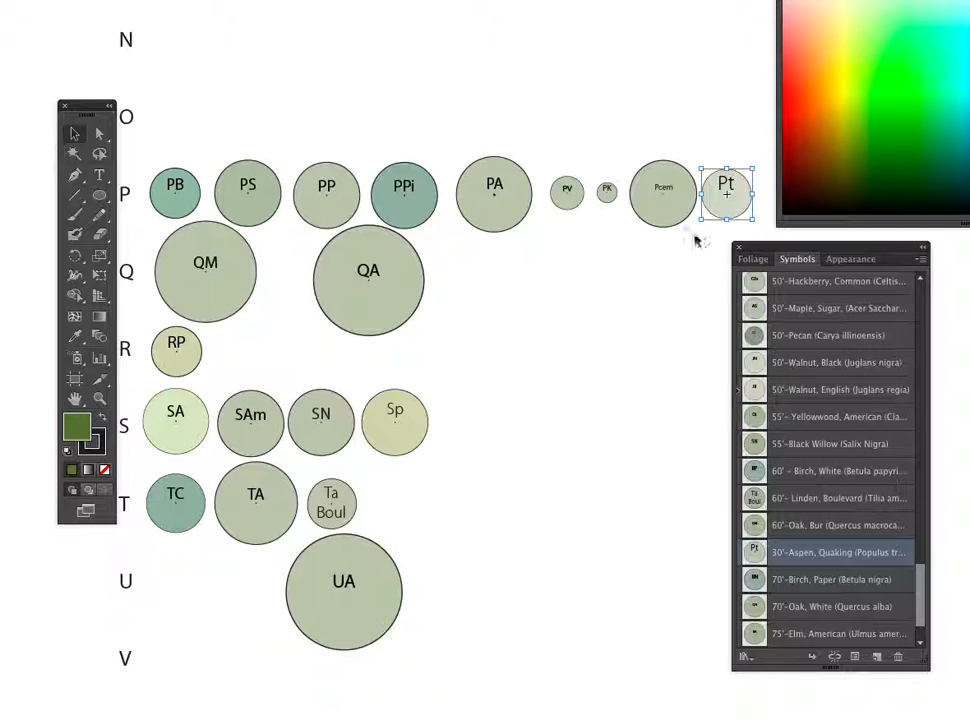 N
O
P
PB
PS
PP
PPi
PA
PV
PK
Pcem
Pt
Q
QM
QA
R
RP
S
SA
SAm
SN
Sp
T
TC
TA
Ta
Boul
U
UA
V
Foliage
Symbols
Appearance
50'-Hackberry, Common (Celtis...
50'-Maple, Sugar, (Acer Sacchar...
50'-Pecan (Carya illinoensis)
50'-Walnut, Black (Juglans nigra)
50'-Walnut, English (Juglans regia)
55'- Yellowwood, American (Cla...
55'-Black Willow (Salix Nigra)
60' - Birch, White (Betula papyri...
Ta
Boul
60'- Linden, Boulevard (Tilia am...
60'-Oak, Bur (Quercus macroca...
Pt
30'-Aspen, Quaking (Populus tr...
70'-Birch, Paper (Betula nigra)
70'-Oak, White (Quercus alba)
75'-Elm, American (Ulmus amer...